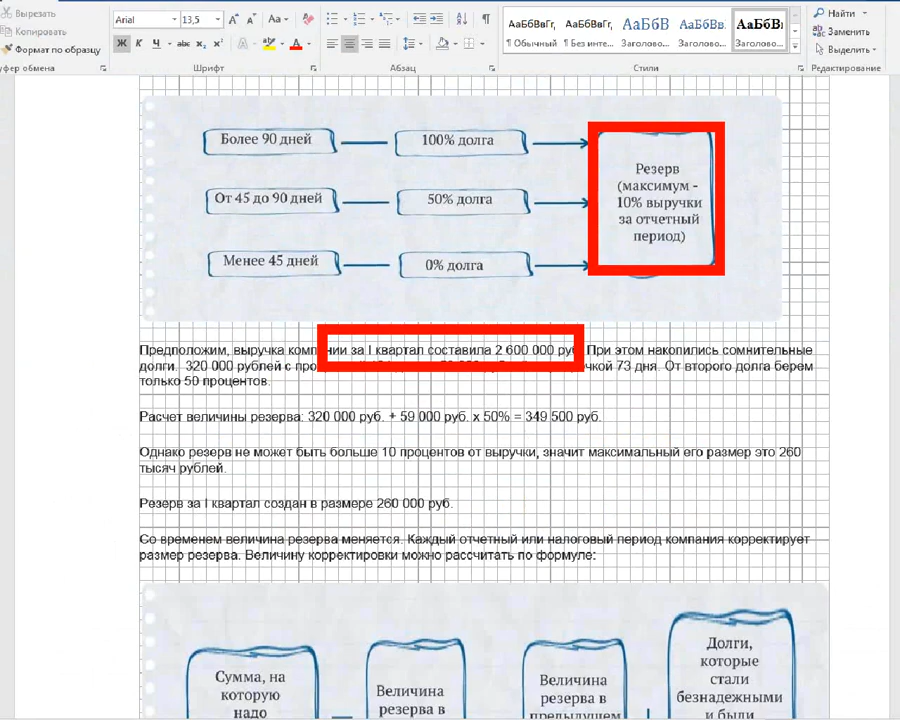 Вырезать
Копировать
Формат по образцу
Arial
13,5
Aa
Ж К Ч abc x₂ x²
АаБбВвГг, АаБбВвГг, АаБбВ АаБбВв. АаБбВı
¶ Обычный ¶ Без инте... Заголово... Заголово... Заголово...
Найти
Заменить
Выделить
уфер обмена Шрифт Абзац Стили Редактирование
Более 90 дней 100% долга
От 45 до 90 дней 50% долга
Менее 45 дней 0% долга
Резерв
(максимум -
10% выручки
за отчетный
период)
Предположим, выручка компании за I квартал составила 2 600 000 руб. При этом накопились сомнительные
долги. 320 000 рублей с чкой 73 дня. От второго долга берем
только 50 процентов.
Расчет величины резерва: 320 000 руб. + 59 000 руб. x 50% = 349 500 руб.
Однако резерв не может быть больше 10 процентов от выручки, значит максимальный его размер это 260
тысяч рублей.
Резерв за I квартал создан в размере 260 000 руб.
Со временем величина резерва меняется. Каждый отчетный или налоговый период компания корректирует
размер резерва. Величину корректировки можно рассчитать по формуле:
Сумма, на
которую
надо
Величина
резерва в
Величина
резерва в
предыдущем
Долги,
которые
стали
безнадежными
и были